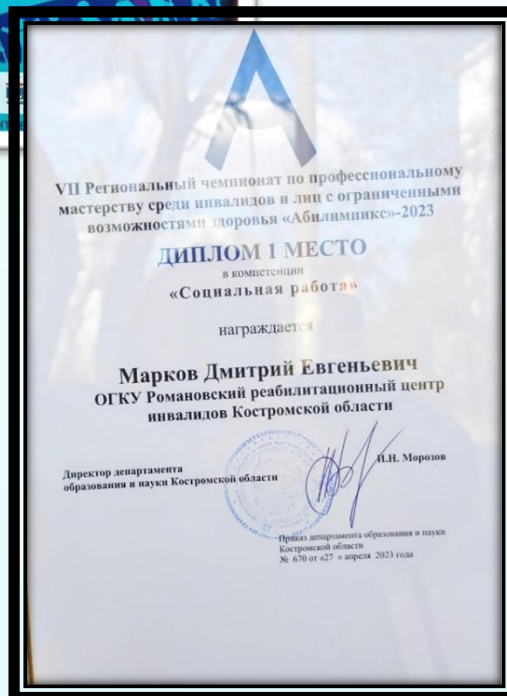 VII Региональный чемпионат по профессиональному
мастерству среди инвалидов и лиц с ограниченными
возможностями здоровья «Абилимпикс»-2023
ДИПЛОМ 1 МЕСТО
в компетенции
«Социальная работа»
награждается
Марков Дмитрий Евгеньевич
ОГКУ Романовский реабилитационный центр
инвалидов Костромской области
Директор департамента
образования и науки Костромской области
И.Н. Морозов
Приказ департамента образования и науки
Костромской области
№ 670 от «27 » апреля 2023 года